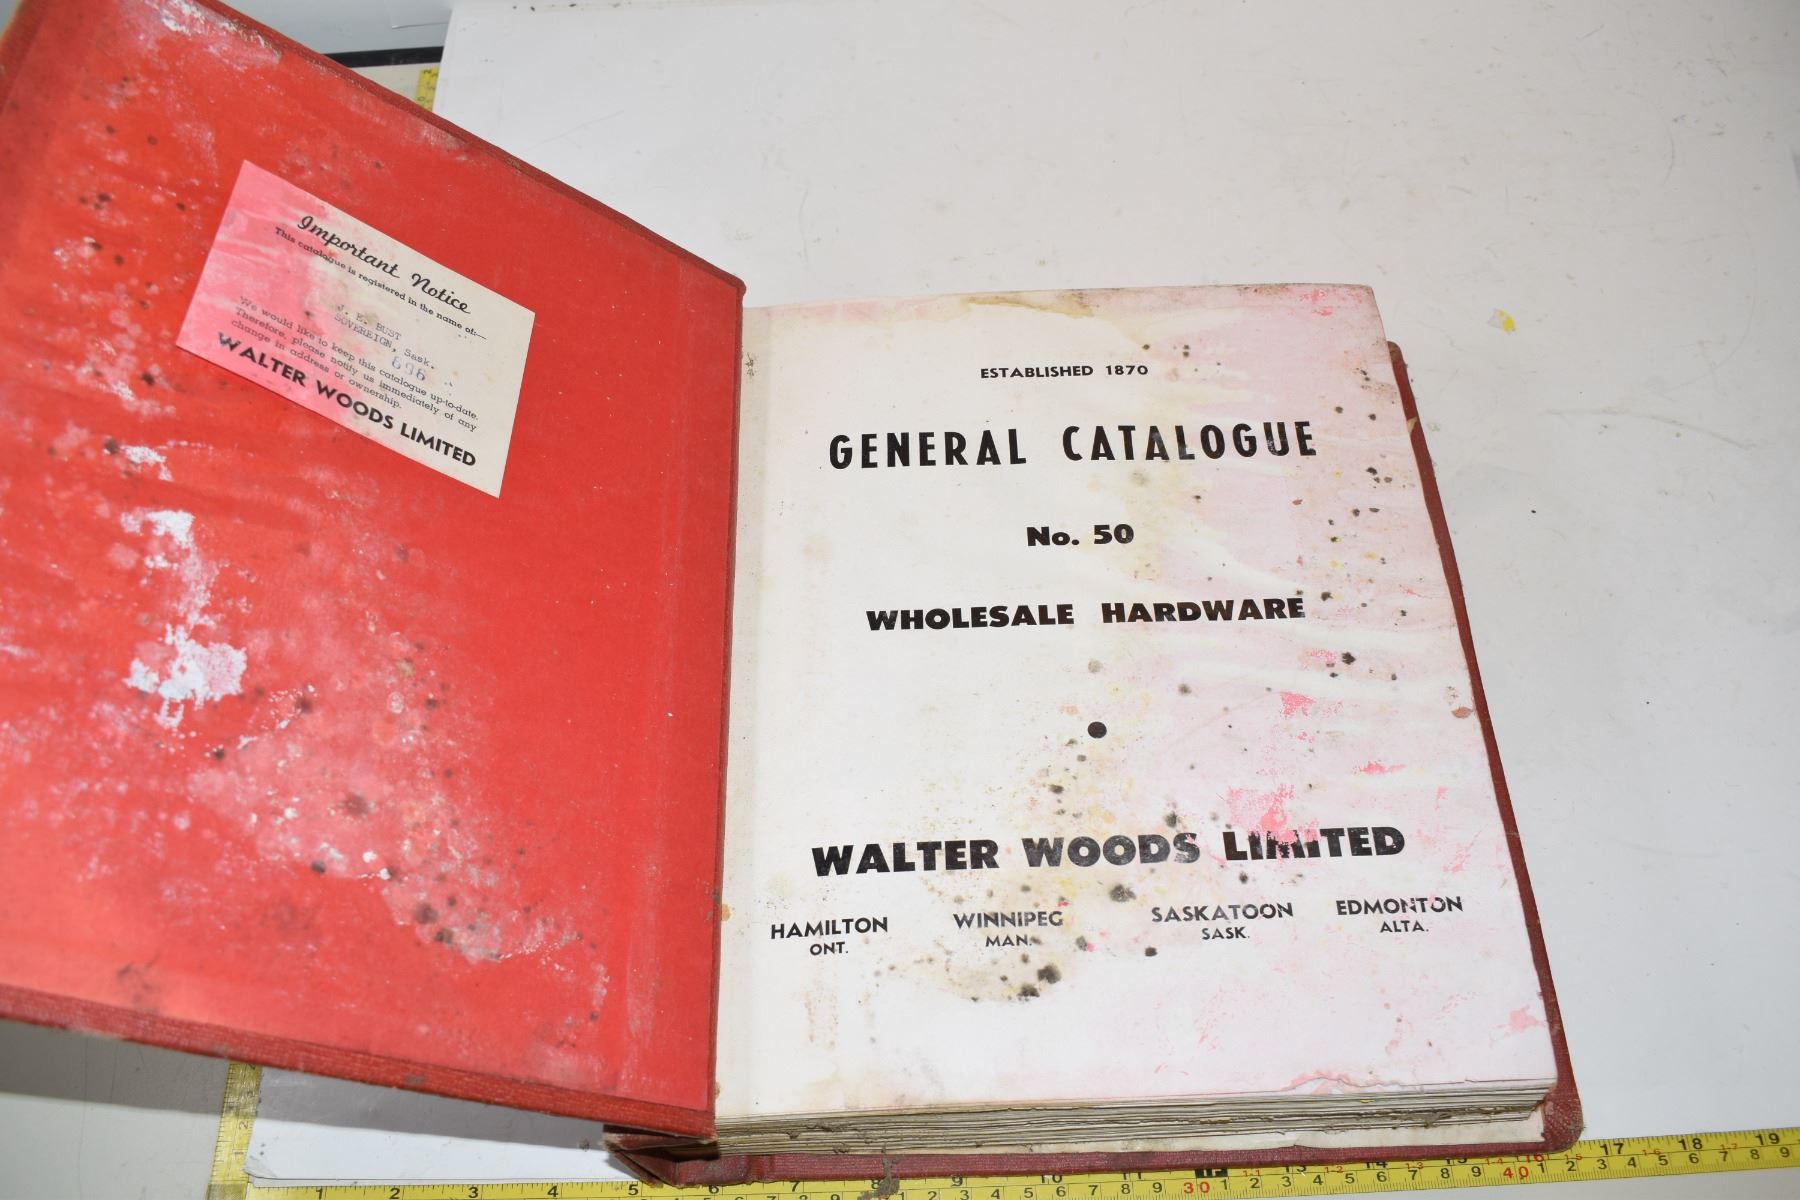 Important Notice
This catalogue is registered in the name of:—
J. E. BUST
SOVEREIGN, Sask.
696
We would like to keep this catalogue up-to-date.
Therefore, please notify us immediately of any
change in address or ownership.
WALTER WOODS LIMITED
ESTABLISHED 1870
GENERAL CATALOGUE
No. 50
WHOLESALE HARDWARE
WALTER WOODS LIMITED
HAMILTON WINNIPEG SASKATOON EDMONTON
ONT. MAN. SASK. ALTA.